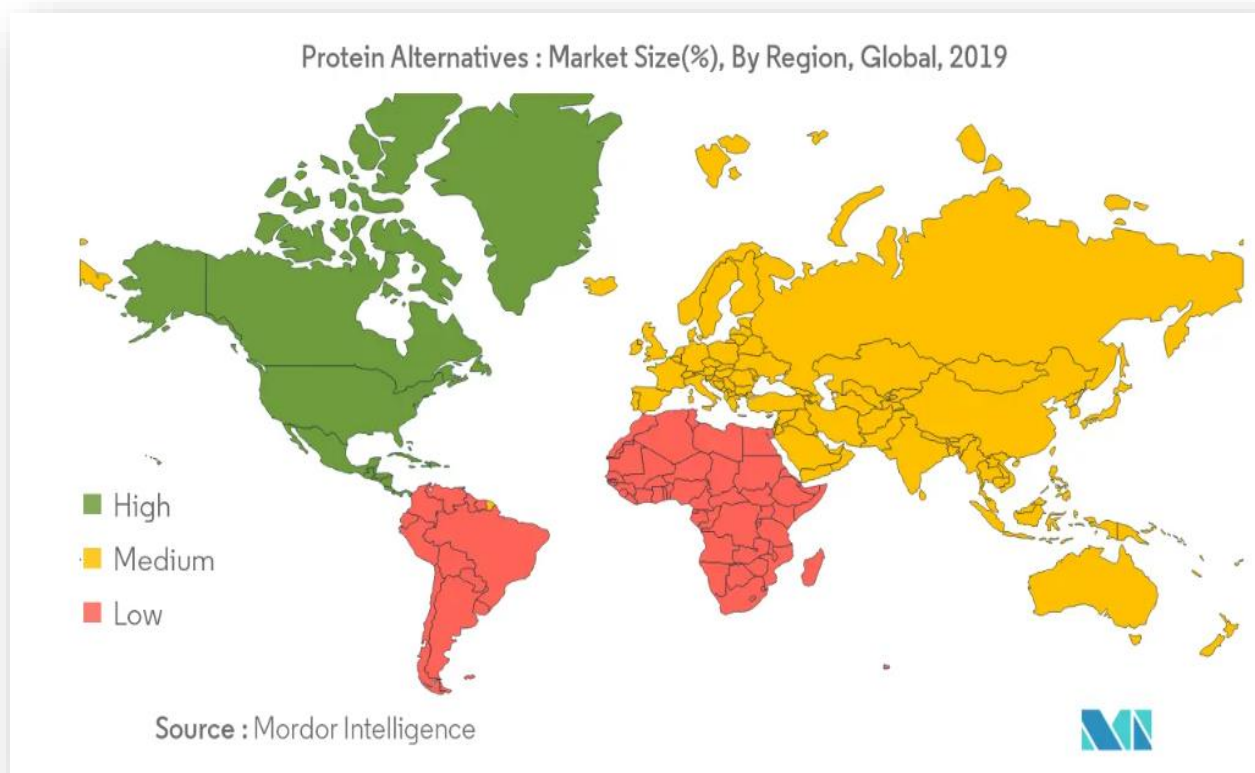 Protein Alternatives : Market Size(%), By Region, Global, 2019
High
Medium
Low
Source : Mordor Intelligence